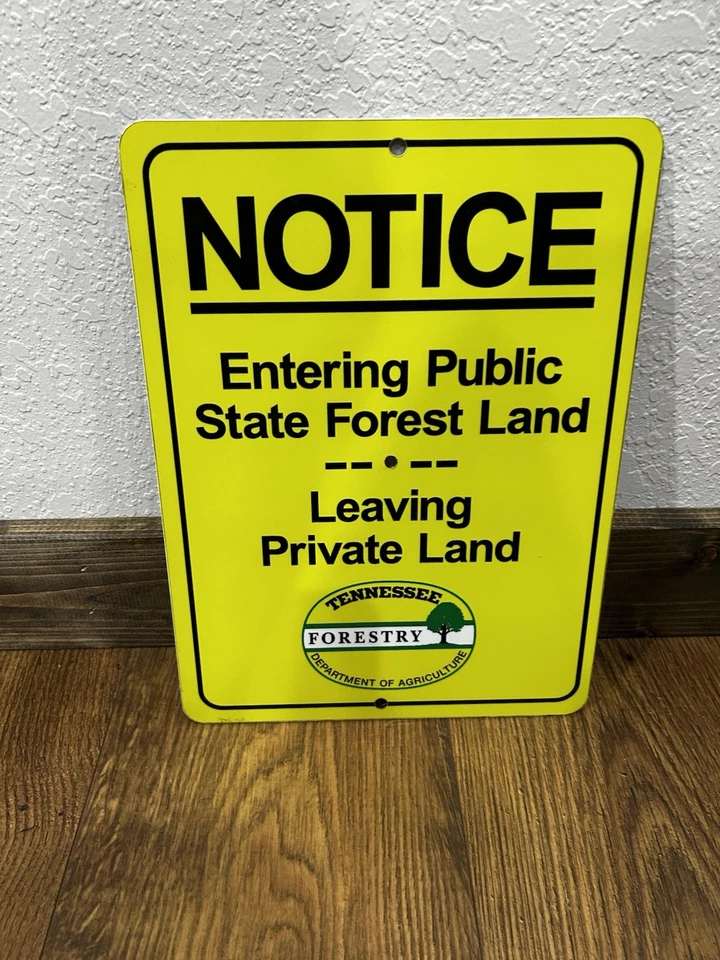 NOTICE
Entering Public
State Forest Land
-- --
Leaving
Private Land
TENNESSEE
FORESTRY
DEPARTMENT OF AGRICULTURE